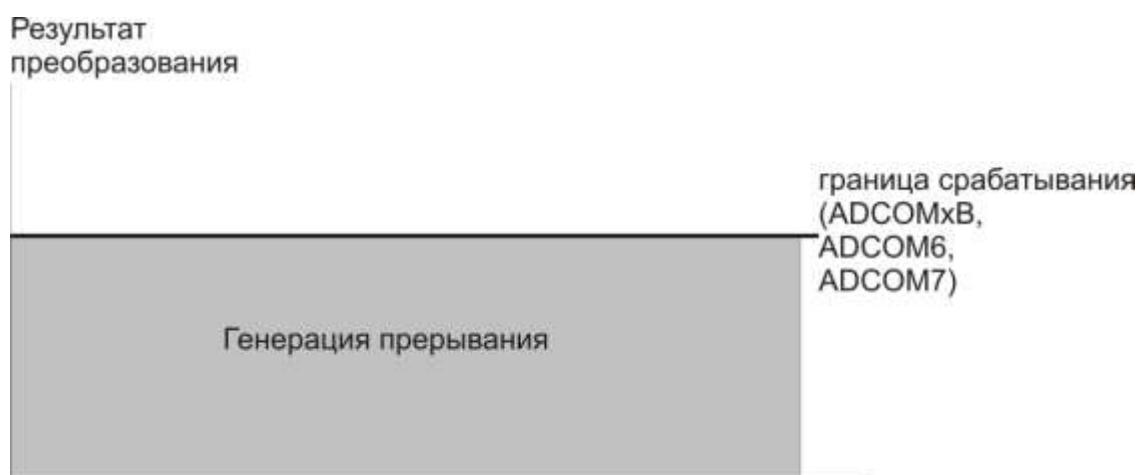 Результат
преобразования
граница срабатывания
(ADCOMxB,
ADCOM6,
ADCOM7)
Генерация прерывания